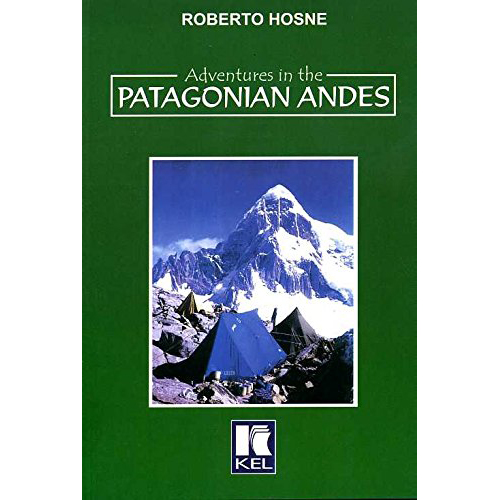 ROBERTO HOSNE
Adventures in the
PATAGONIAN ANDES
KEL